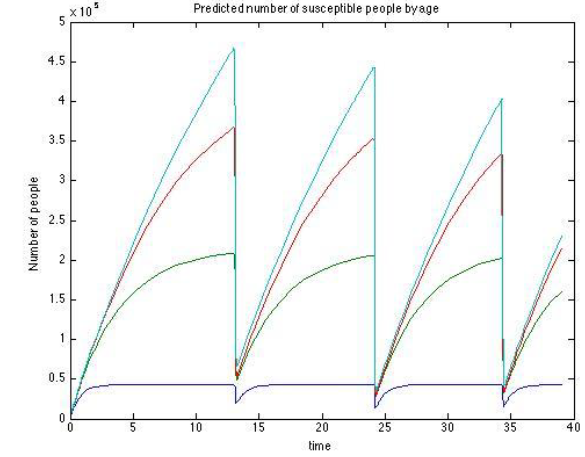 Predicted number of susceptible people by age
x 10^5
5
4.5
4
3.5
3
2.5
2
1.5
1
0.5
0
Number of people
0 5 10 15 20 25 30 35 40
time